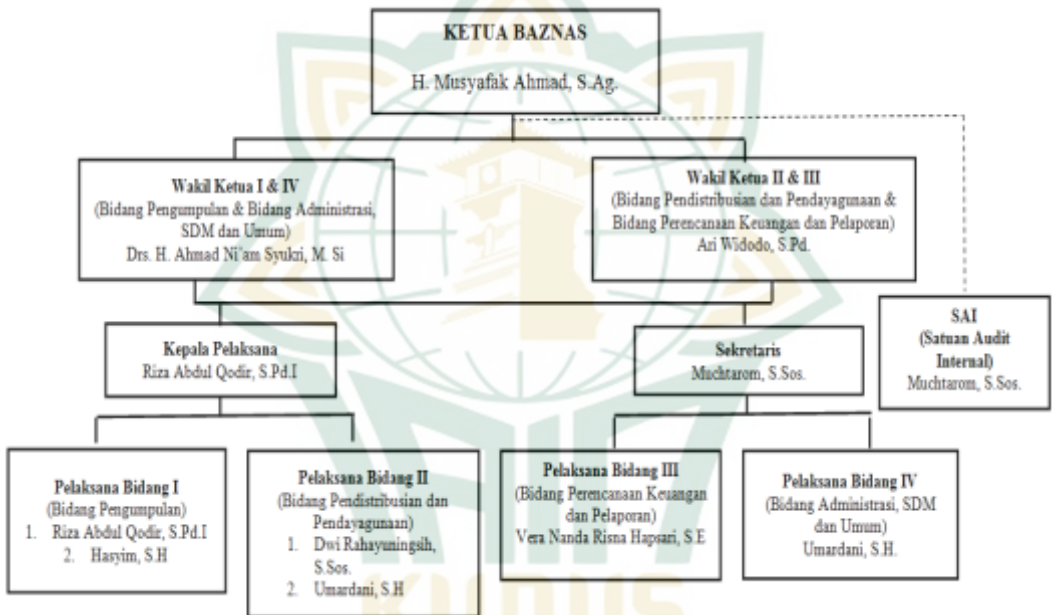 KETUA BAZNAS
H. Musyafak Ahmad, S.Ag.
Wakil Ketua I & IV
(Bidang Pengumpulan & Bidang Administrasi,
SDM dan Umum)
Drs. H. Ahmad Ni'am Syukri, M. Si
Wakil Ketua II & III
(Bidang Pendistribusian dan Pendayagunaan &
Bidang Perencanaan Keuangan dan Pelaporan)
Ari Widodo, S.Pd.
SAI
(Satuan Audit
Internal)
Muchtarom, S.Sos.
Kepala Pelaksana
Riza Abdul Qodir, S.Pd.I
Sekretaris
Muchtarom, S.Sos.
Pelaksana Bidang I
(Bidang Pengumpulan)
1. Riza Abdul Qodir, S.Pd.I
2. Hasyim, S.H
Pelaksana Bidang II
(Bidang Pendistribusian dan
Pendayagunaan)
1. Dwi Rahayuningsih,
S.Sos.
2. Umardani, S.H
Pelaksana Bidang III
(Bidang Perencanaan Keuangan
dan Pelaporan)
Vera Nanda Risna Hapsari, S.E
Pelaksana Bidang IV
(Bidang Administrasi, SDM
dan Umum)
Umardani, S.H.
KUDUS